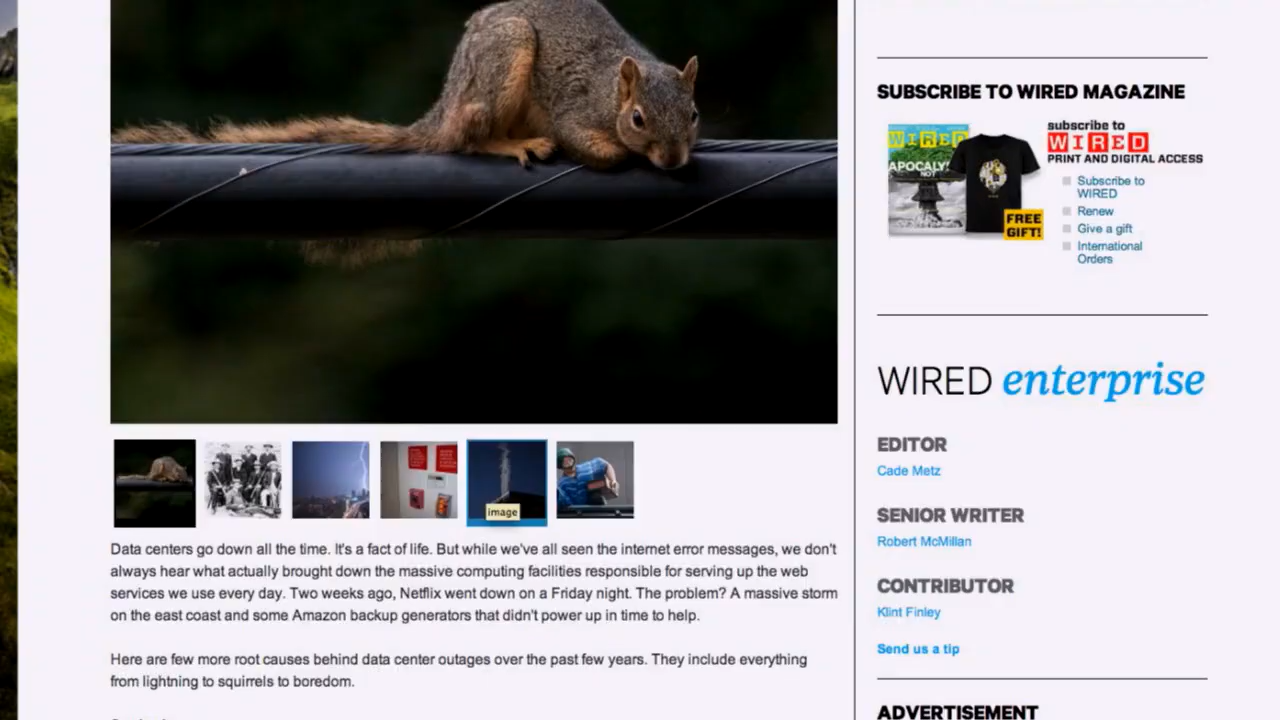 image
Data centers go down all the time. It's a fact of life. But while we've all seen the internet error messages, we don't
always hear what actually brought down the massive computing facilities responsible for serving up the web
services we use every day. Two weeks ago, Netflix went down on a Friday night. The problem? A massive storm
on the east coast and some Amazon backup generators that didn't power up in time to help.
Here are few more root causes behind data center outages over the past few years. They include everything
from lightning to squirrels to boredom.
SUBSCRIBE TO WIRED MAGAZINE
WIRED
APOCALY
NOT
FREE
GIFT!
subscribe to
WIRED
PRINT AND DIGITAL ACCESS
Subscribe to
WIRED
Renew
Give a gift
International
Orders
WIRED enterprise
EDITOR
Cade Metz
SENIOR WRITER
Robert McMillan
CONTRIBUTOR
Klint Finley
Send us a tip
ADVERTISEMENT